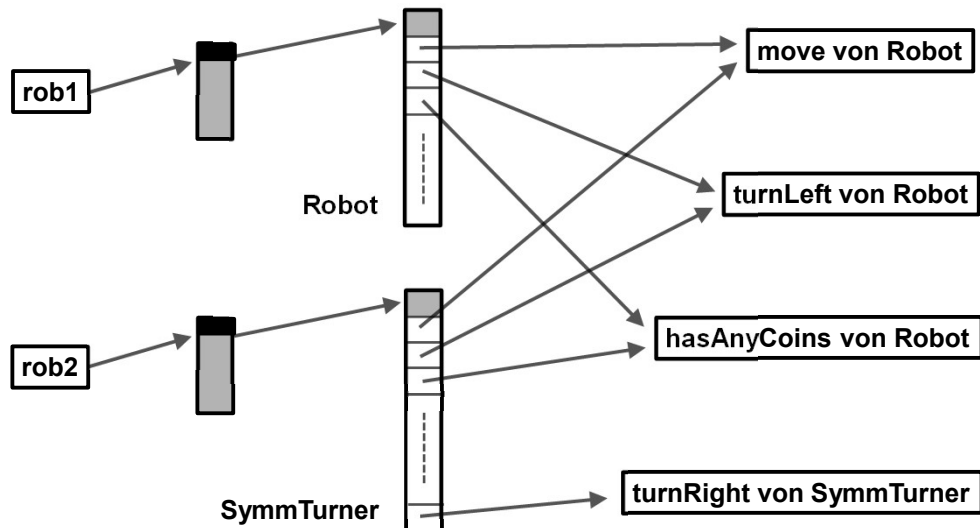 move von Robot
rob1
turnLeft von Robot
Robot
hasAnyCoins von Robot
rob2
turnRight von SymmTurner
SymmTurner